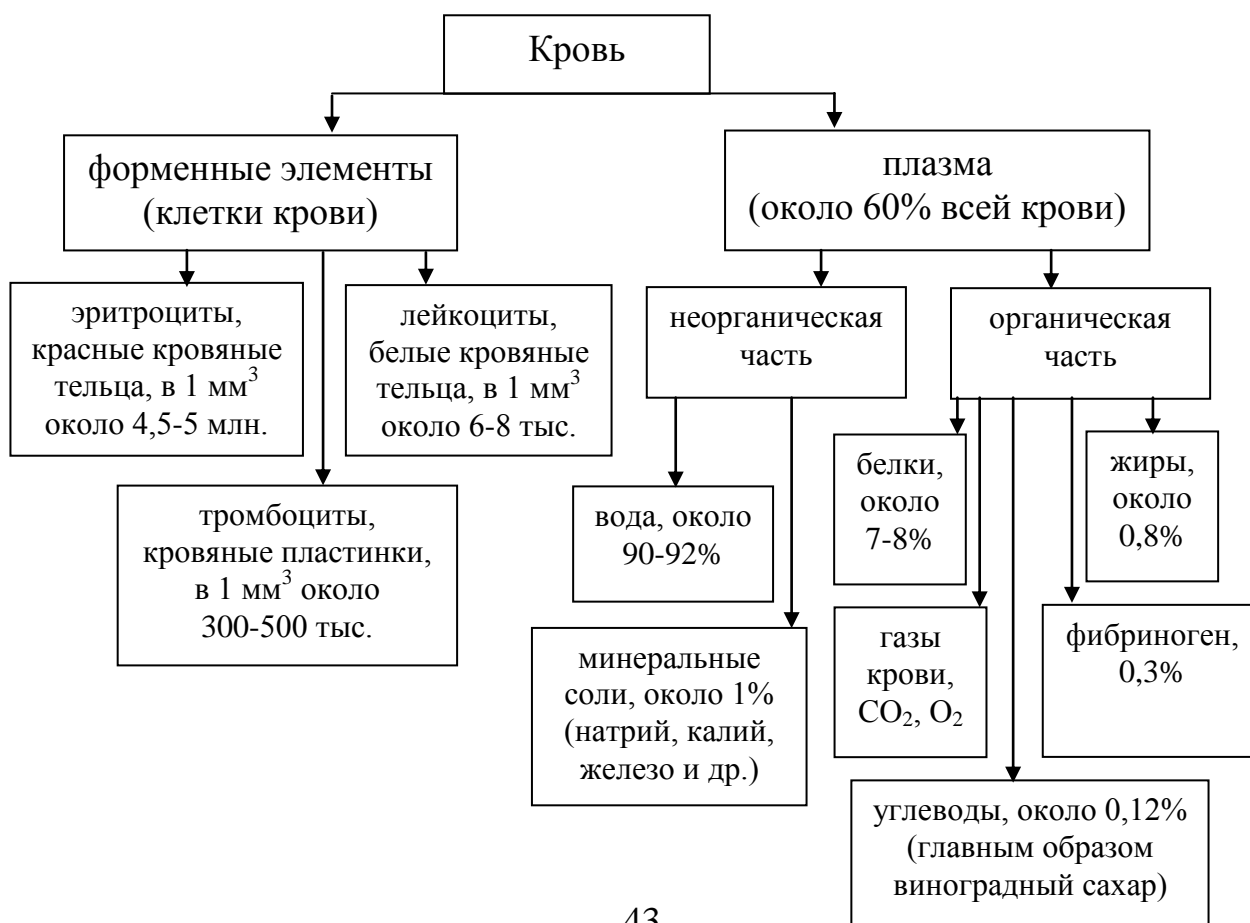 Кровь
форменные элементы
(клетки крови)
плазма
(около 60% всей крови)
эритроциты,
красные кровяные
тельца, в 1 мм³
около 4,5-5 млн.
лейкоциты,
белые кровяные
тельца, в 1 мм³
около 6-8 тыс.
неорганическая
часть
органическая
часть
тромбоциты,
кровяные пластинки,
в 1 мм³ около
300-500 тыс.
вода, около
90-92%
белки,
около
7-8%
жиры,
около
0,8%
минеральные
соли, около 1%
(натрий, калий,
железо и др.)
газы
крови,
CO₂, O₂
фибриноген,
0,3%
углеводы, около 0,12%
(главным образом
виноградный сахар)
43